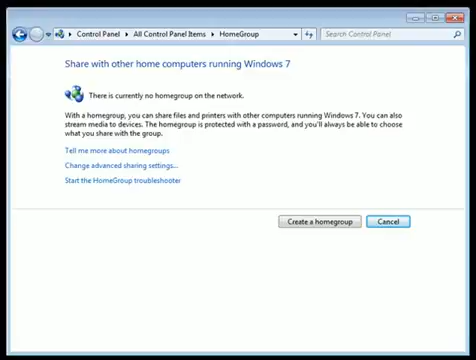 Control Panel ▸ All Control Panel Items ▸ HomeGroup
Search Control Panel
Share with other home computers running Windows 7
There is currently no homegroup on the network.
With a homegroup, you can share files and printers with other computers running Windows 7. You can also
stream media to devices. The homegroup is protected with a password, and you'll always be able to choose
what you share with the group.
Tell me more about homegroups
Change advanced sharing settings...
Start the HomeGroup troubleshooter
Create a homegroup
Cancel